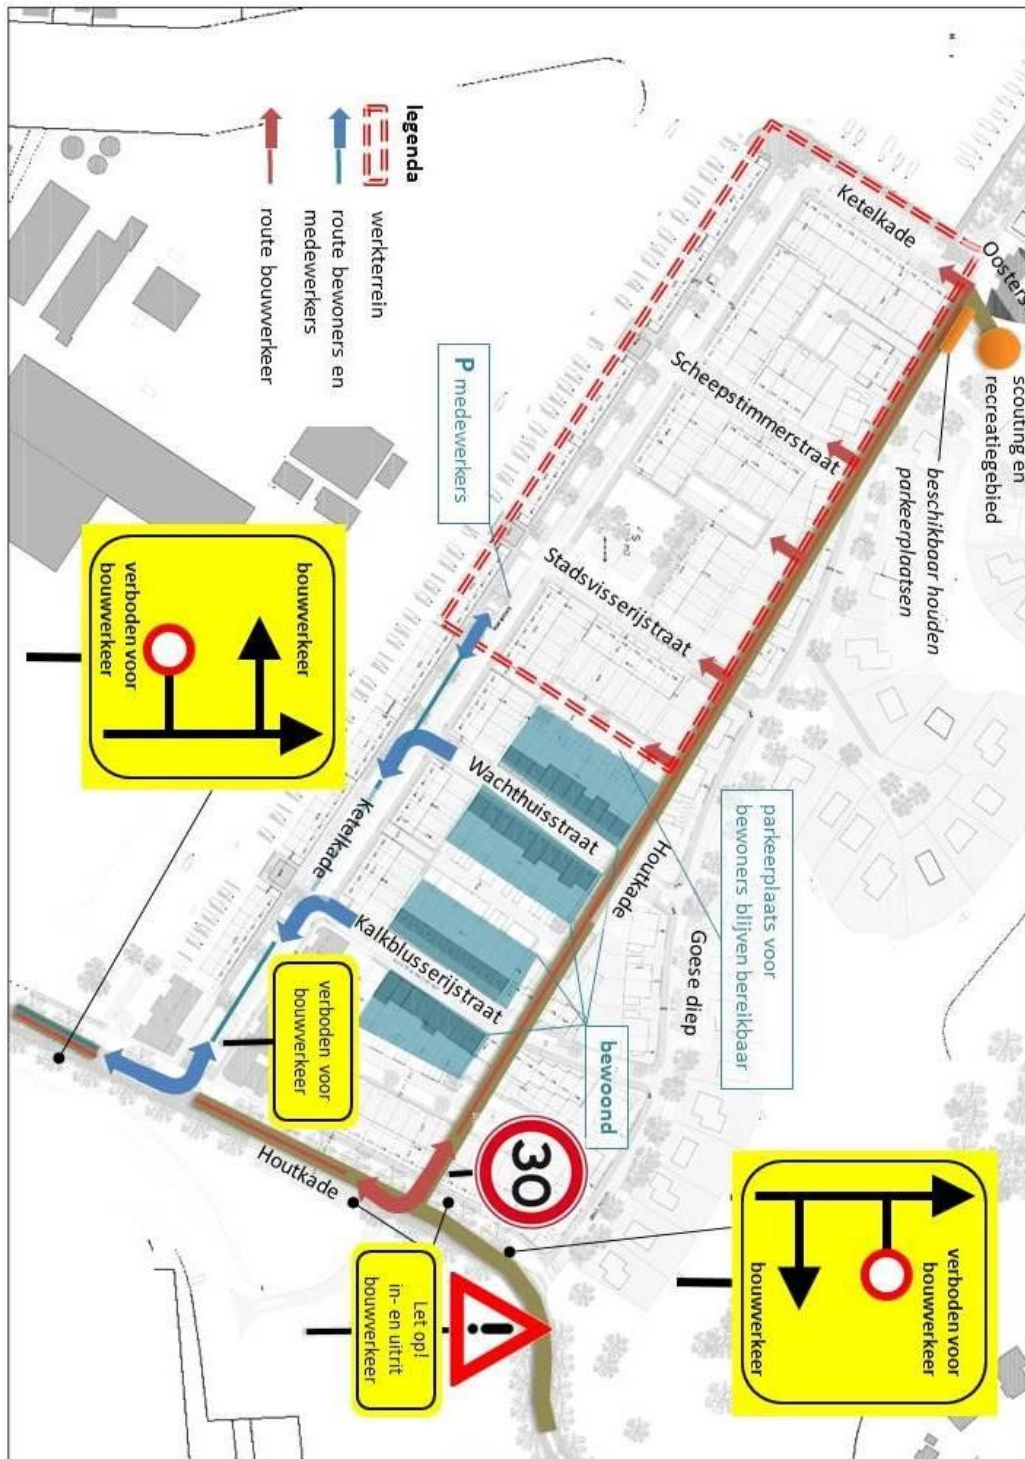 legenda
werkterrein
route bewoners en
medewerkers
route bouwverkeer
Ketelkade
Oosters
scouting en
recreatiegebied
beschikbaar houden
parkeerplaatsen
Scheepstimmerstraat
P medewerkers
Stadsvisserijstraat
parkeerplaats voor
bewoners blijven bereikbaar
Wachthuisstraat
Houtkade
Goese diep
Ketelkade
Kalkblusserijstraat
bewoond
bouwverkeer
verboden voor
bouwverkeer
verboden voor
bouwverkeer
Houtkade
30
Let op!
in- en uitrit
bouwverkeer
verboden voor
bouwverkeer
bouwverkeer